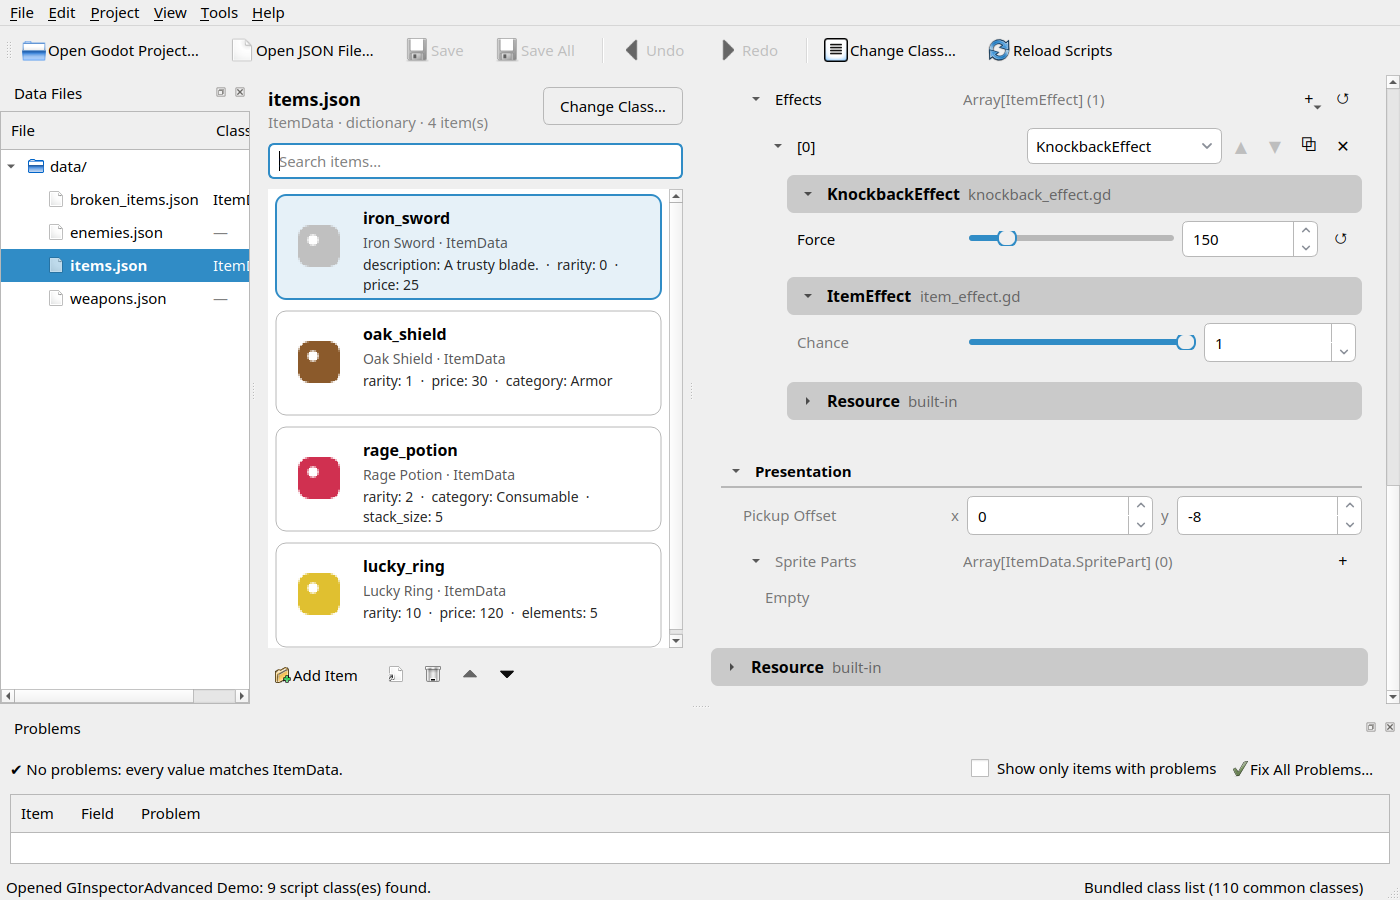 File Edit Project View Tools Help
Open Godot Project... Open JSON File... Save Save All Undo Redo Change Class... Reload Scripts
Data Files
File Class
data/
broken_items.json ItemD
enemies.json —
items.json ItemD
weapons.json —
items.json
ItemData · dictionary · 4 item(s)
Change Class...
Search items...
iron_sword
Iron Sword · ItemData
description: A trusty blade. · rarity: 0 ·
price: 25
oak_shield
Oak Shield · ItemData
rarity: 1 · price: 30 · category: Armor
rage_potion
Rage Potion · ItemData
rarity: 2 · category: Consumable ·
stack_size: 5
lucky_ring
Lucky Ring · ItemData
rarity: 10 · price: 120 · elements: 5
Add Item
Effects Array[ItemEffect] (1)
[0] KnockbackEffect
KnockbackEffect knockback_effect.gd
Force 150
ItemEffect item_effect.gd
Chance 1
Resource built-in
Presentation
Pickup Offset x 0 y -8
Sprite Parts Array[ItemData.SpritePart] (0)
Empty
Resource built-in
Problems
✔ No problems: every value matches ItemData.
Show only items with problems Fix All Problems...
Item Field Problem
Opened GInspectorAdvanced Demo: 9 script class(es) found.
Bundled class list (110 common classes)